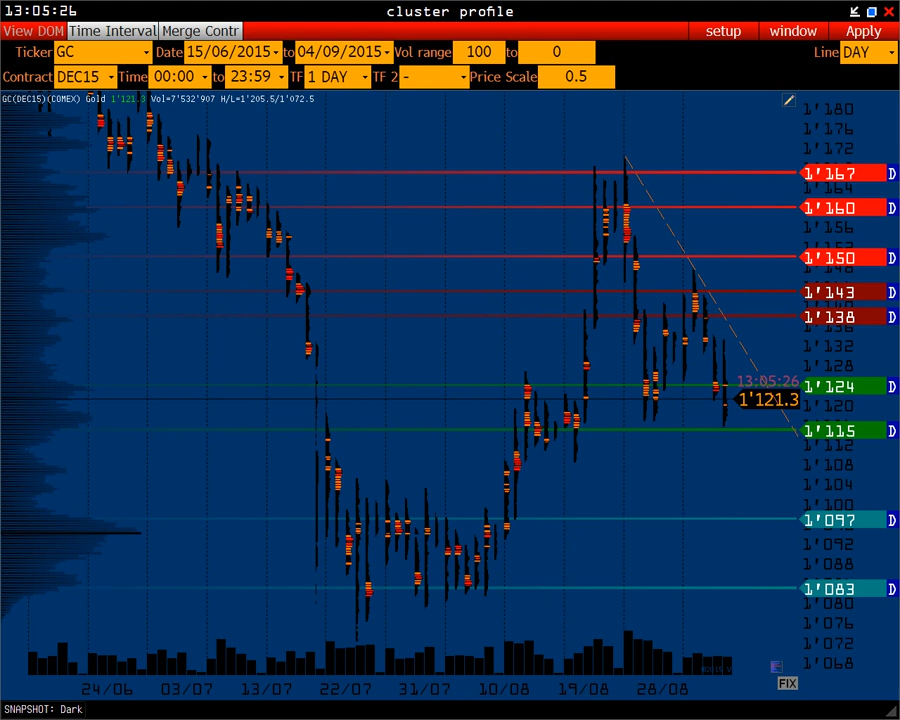 13:05:26 cluster profile
View DOM Time Interval Merge Contr setup window Apply
Ticker GC Date 15/06/2015 to 04/09/2015 Vol range 100 to 0 Line DAY
Contract DEC15 Time 00:00 to 23:59 TF 1 DAY TF 2 - Price Scale 0.5
GC(DEC15)(COMEX) Gold 1'121.3 Vol=7'532'907 H/L=1'205.5/1'072.5
1'180
1'176
1'172
1'167 D
1'164
1'160 D
1'156
1'150 D
1'148
1'143 D
1'138 D
1'136
1'132
1'128
13:05:26
1'124 D
1'121.3
1'120
1'115 D
1'112
1'108
1'104
1'100
1'097 D
1'092
1'088
1'083 D
1'080
1'076
1'072
1'068
FIX
24/06 03/07 13/07 22/07 31/07 10/08 19/08 28/08
SNAPSHOT: Dark